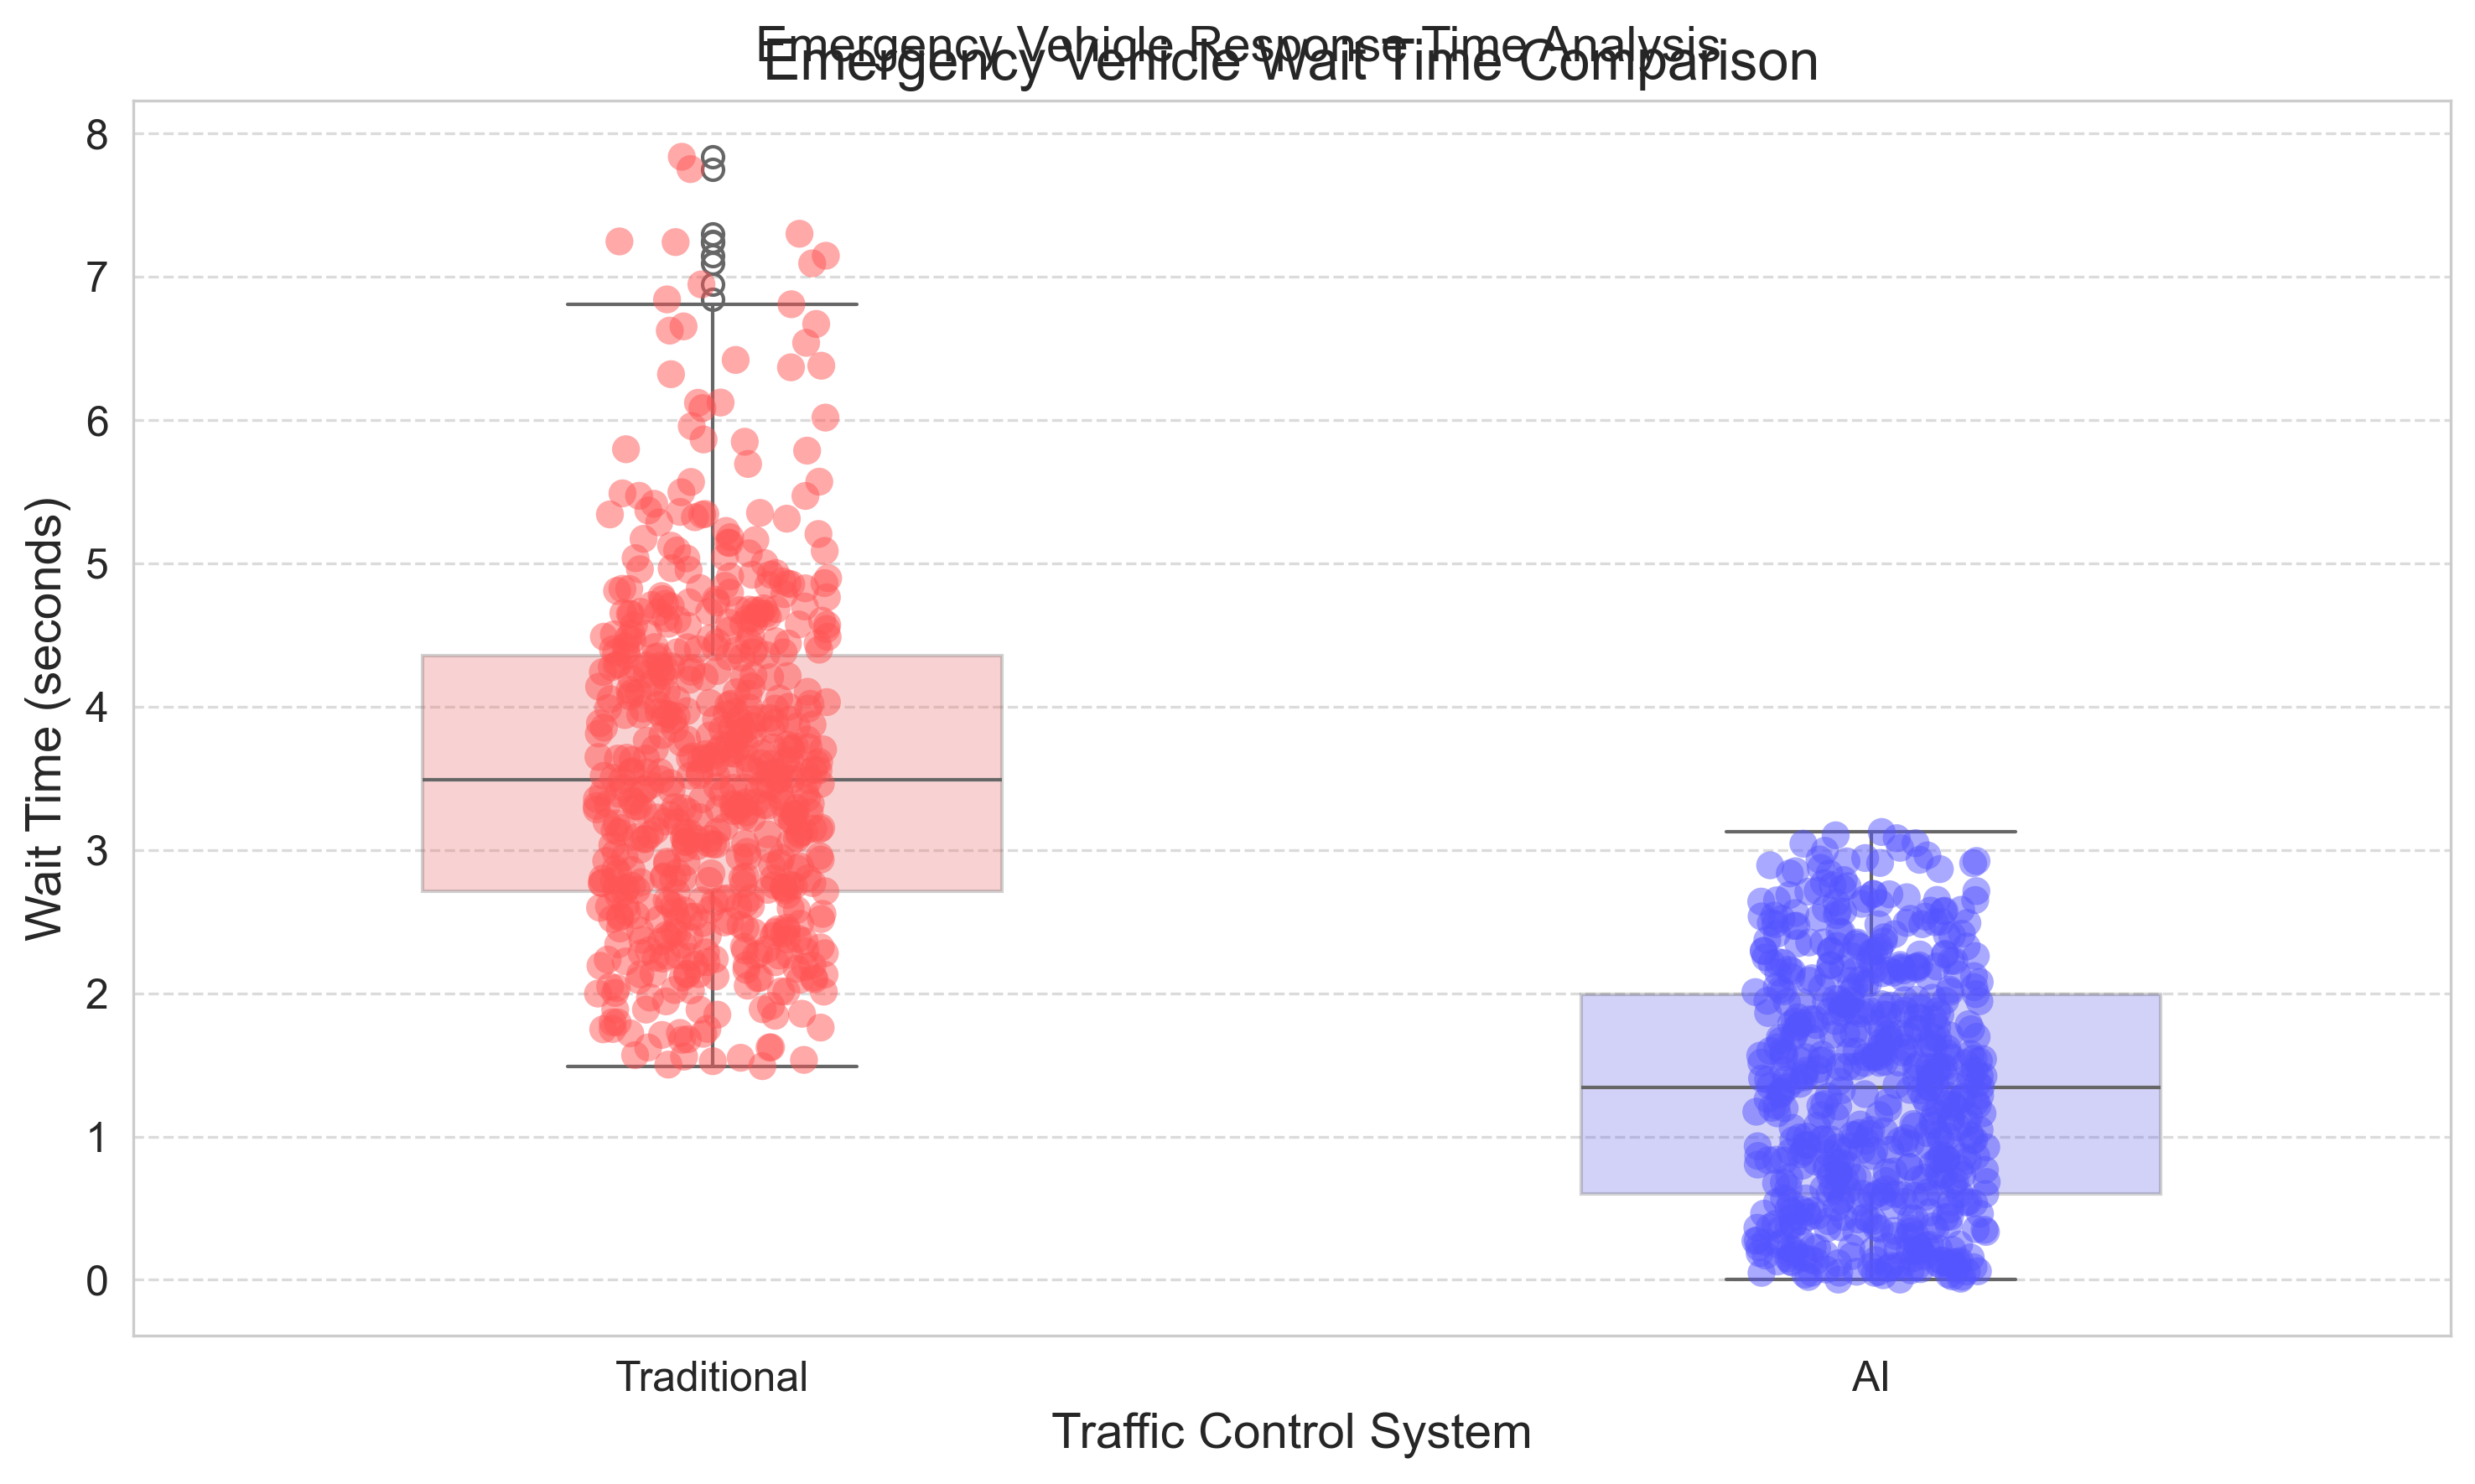 Emergency Vehicle Response Time Analysis
Emergency Vehicle Wait Time Comparison
Wait Time (seconds)
8
7
6
5
4
3
2
1
0
Traditional
AI
Traffic Control System